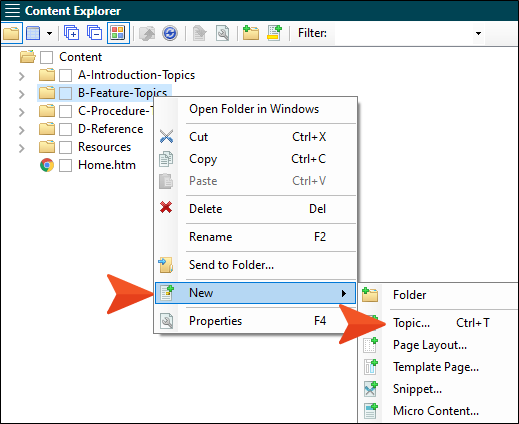 Content Explorer
Filter:
Content
A-Introduction-Topics
B-Feature-Topics
C-Procedure-T
D-Reference
Resources
Home.htm
Open Folder in Windows
Cut Ctrl+X
Copy Ctrl+C
Paste Ctrl+V
Delete Del
Rename F2
Send to Folder...
New
Properties F4
Folder
Topic... Ctrl+T
Page Layout...
Template Page...
Snippet...
Micro Content...